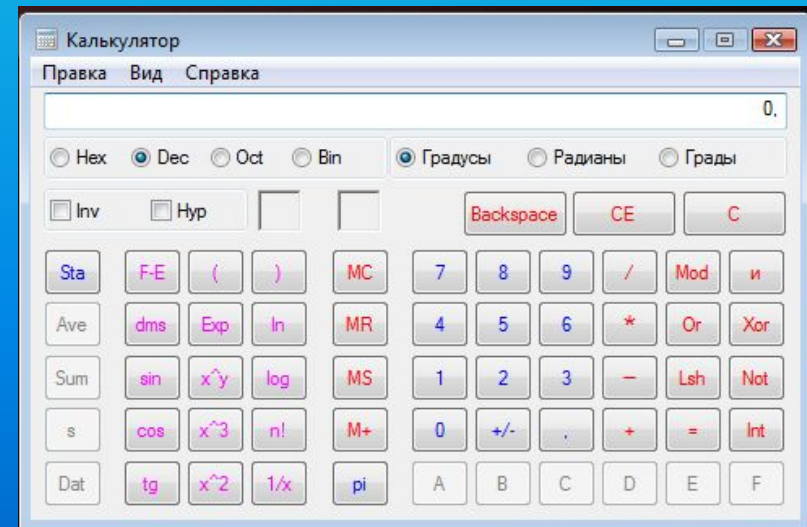 Калькулятор
Правка Вид Справка
0,
Hex Dec Oct Bin Градусы Радианы Грады
Inv Hyp Backspace CE C
Sta F-E ( ) MC 7 8 9 / Mod и
Ave dms Exp ln MR 4 5 6 * Or Xor
Sum sin x^y log MS 1 2 3 − Lsh Not
s cos x^3 n! M+ 0 +/- , + = Int
Dat tg x^2 1/x pi A B C D E F